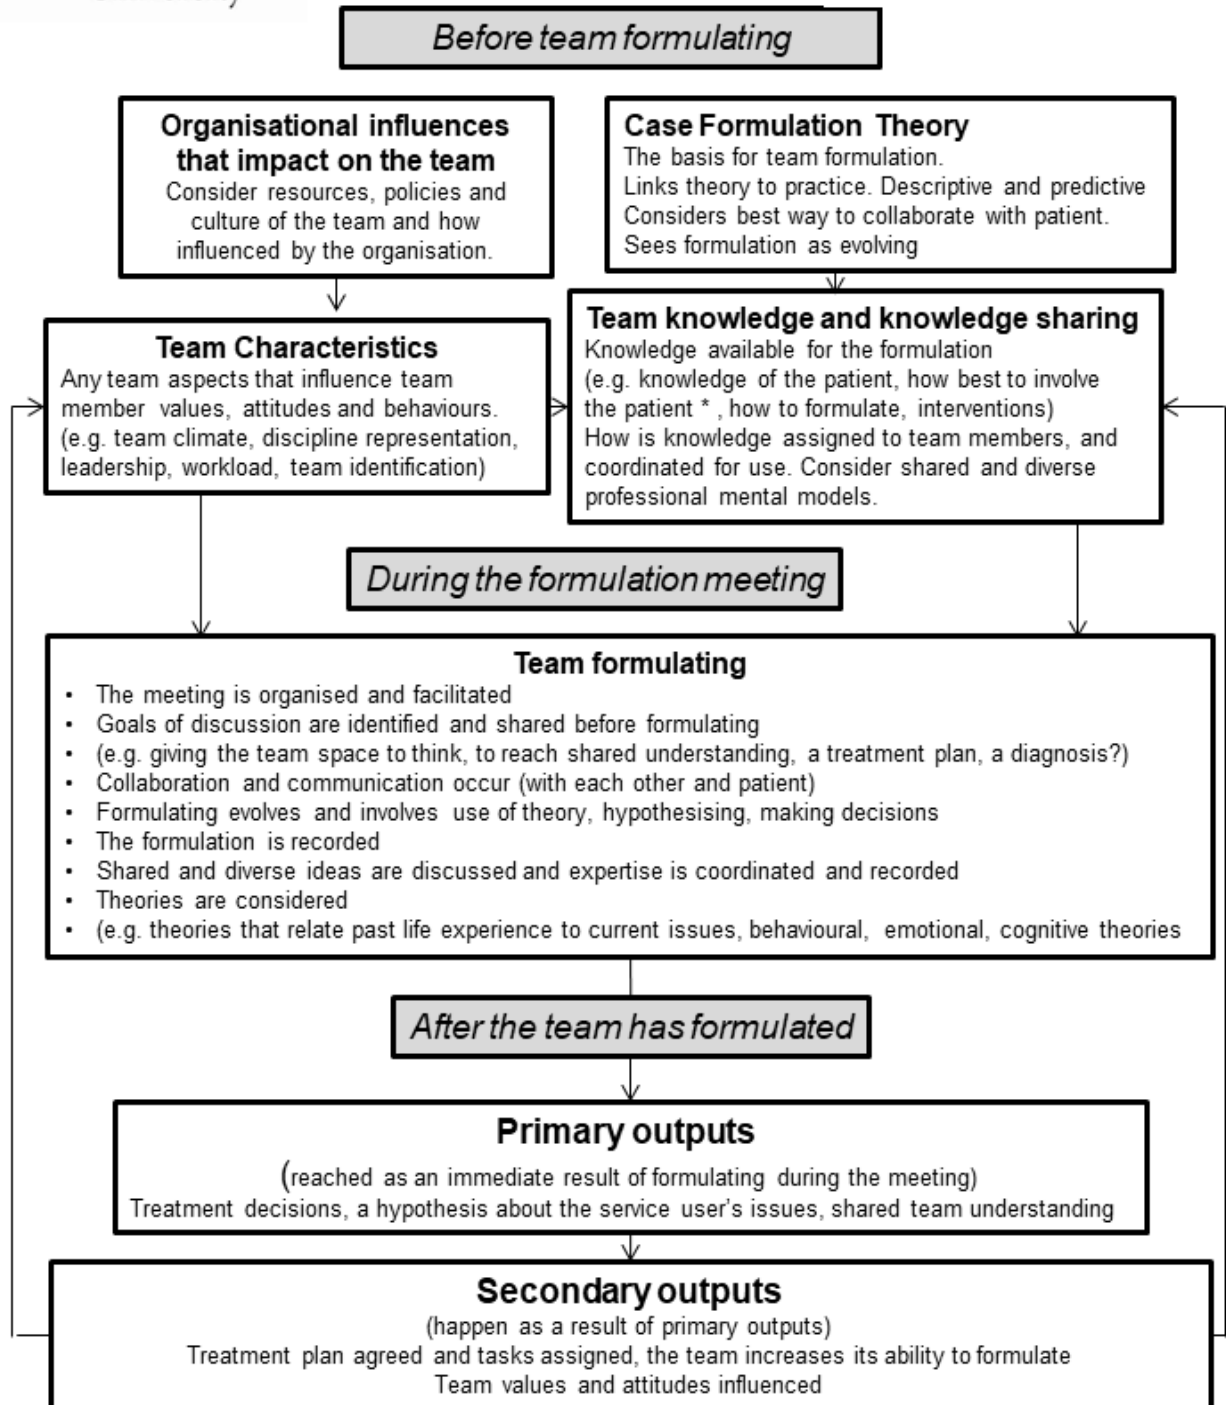 Before team formulating
Organisational influences
that impact on the team
Consider resources, policies and
culture of the team and how
influenced by the organisation.
Case Formulation Theory
The basis for team formulation.
Links theory to practice. Descriptive and predictive
Considers best way to collaborate with patient.
Sees formulation as evolving
Team Characteristics
Any team aspects that influence team
member values, attitudes and behaviours.
(e.g. team climate, discipline representation,
leadership, workload, team identification)
Team knowledge and knowledge sharing
Knowledge available for the formulation
(e.g. knowledge of the patient, how best to involve
the patient * , how to formulate, interventions)
How is knowledge assigned to team members, and
coordinated for use. Consider shared and diverse
professional mental models.
During the formulation meeting
Team formulating
• The meeting is organised and facilitated
• Goals of discussion are identified and shared before formulating
• (e.g. giving the team space to think, to reach shared understanding, a treatment plan, a diagnosis?)
• Collaboration and communication occur (with each other and patient)
• Formulating evolves and involves use of theory, hypothesising, making decisions
• The formulation is recorded
• Shared and diverse ideas are discussed and expertise is coordinated and recorded
• Theories are considered
• (e.g. theories that relate past life experience to current issues, behavioural, emotional, cognitive theories
After the team has formulated
Primary outputs
(reached as an immediate result of formulating during the meeting)
Treatment decisions, a hypothesis about the service user's issues, shared team understanding
Secondary outputs
(happen as a result of primary outputs)
Treatment plan agreed and tasks assigned, the team increases its ability to formulate
Team values and attitudes influenced